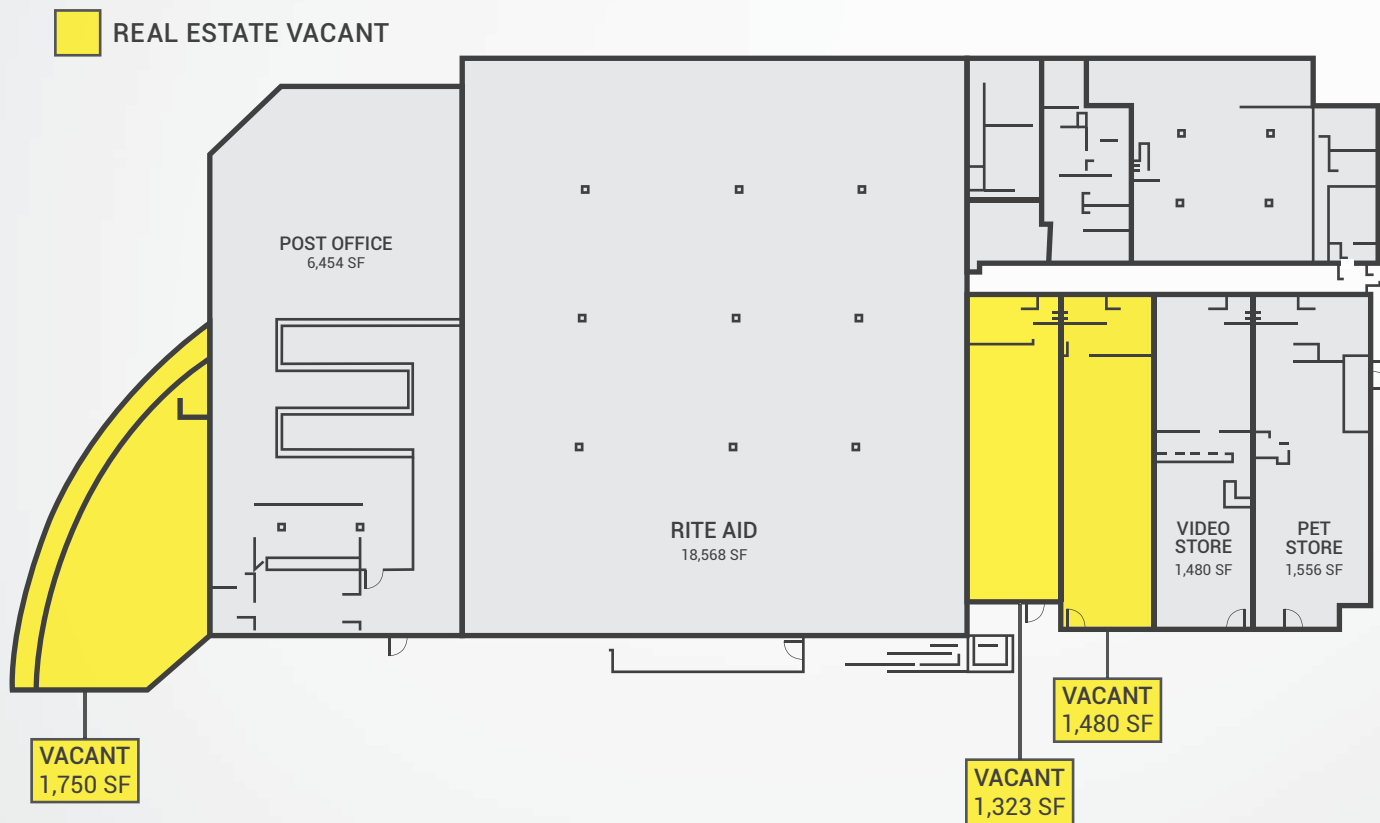 REAL ESTATE VACANT
POST OFFICE
6,454 SF
RITE AID
18,568 SF
VIDEO
STORE
1,480 SF
PET
STORE
1,556 SF
VACANT
1,750 SF
VACANT
1,323 SF
VACANT
1,480 SF